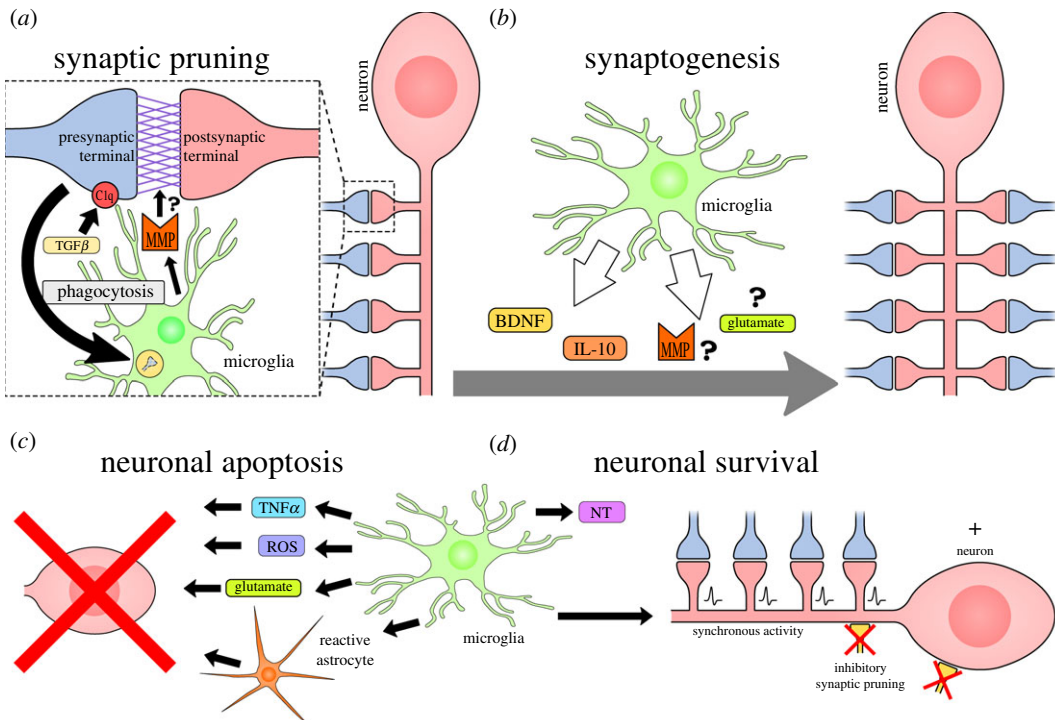 (a)
synaptic pruning
presynaptic
terminal
postsynaptic
terminal
Clq
?
MMP
TGFβ
phagocytosis
microglia
neuron
(b)
synaptogenesis
microglia
BDNF
IL-10
MMP
?
?
glutamate
neuron
(c)
neuronal apoptosis
TNFα
ROS
glutamate
reactive
astrocyte
microglia
(d)
neuronal survival
NT
+
neuron
synchronous activity
inhibitory
synaptic pruning